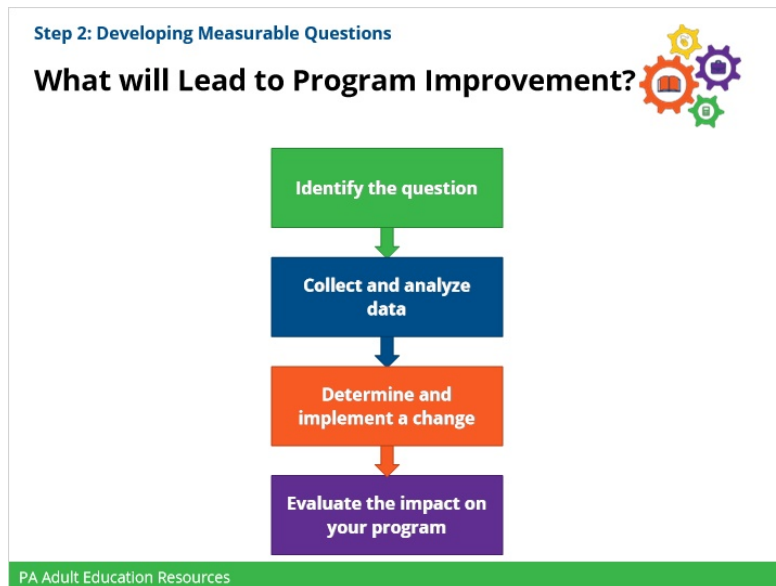 Step 2: Developing Measurable Questions
What will Lead to Program Improvement?
Identify the question
Collect and analyze
data
Determine and
implement a change
Evaluate the impact on
your program
PA Adult Education Resources